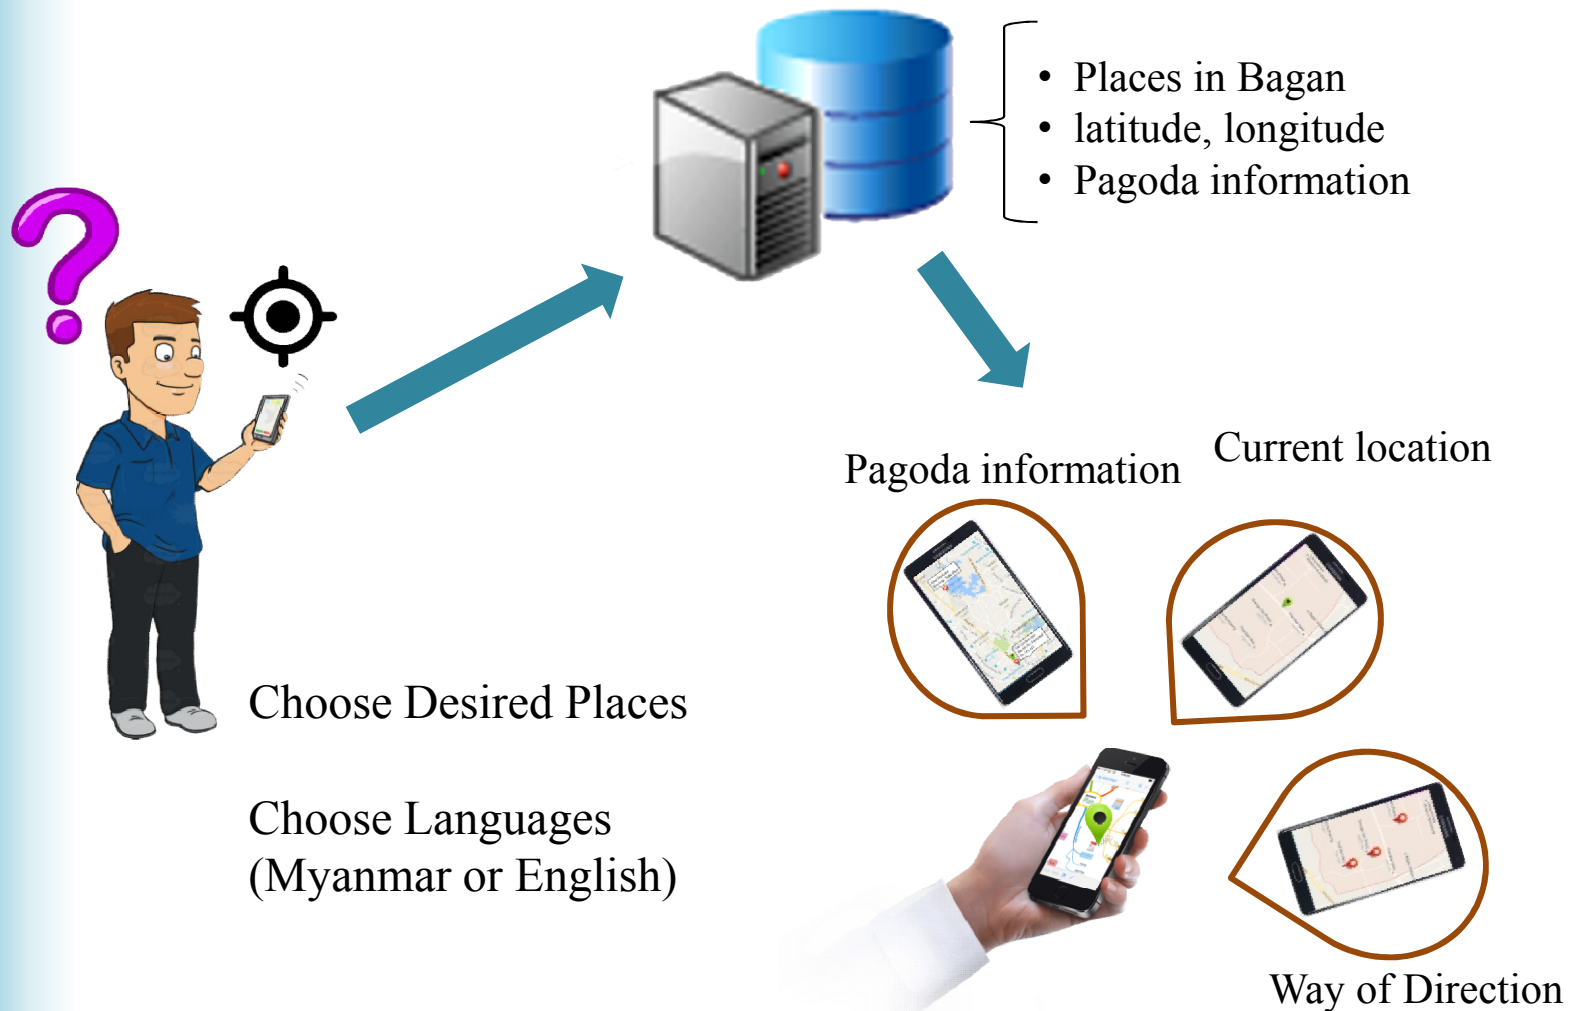 • Places in Bagan
• latitude, longitude
• Pagoda information
Pagoda information
Current location
Choose Desired Places
Choose Languages
(Myanmar or English)
Way of Direction